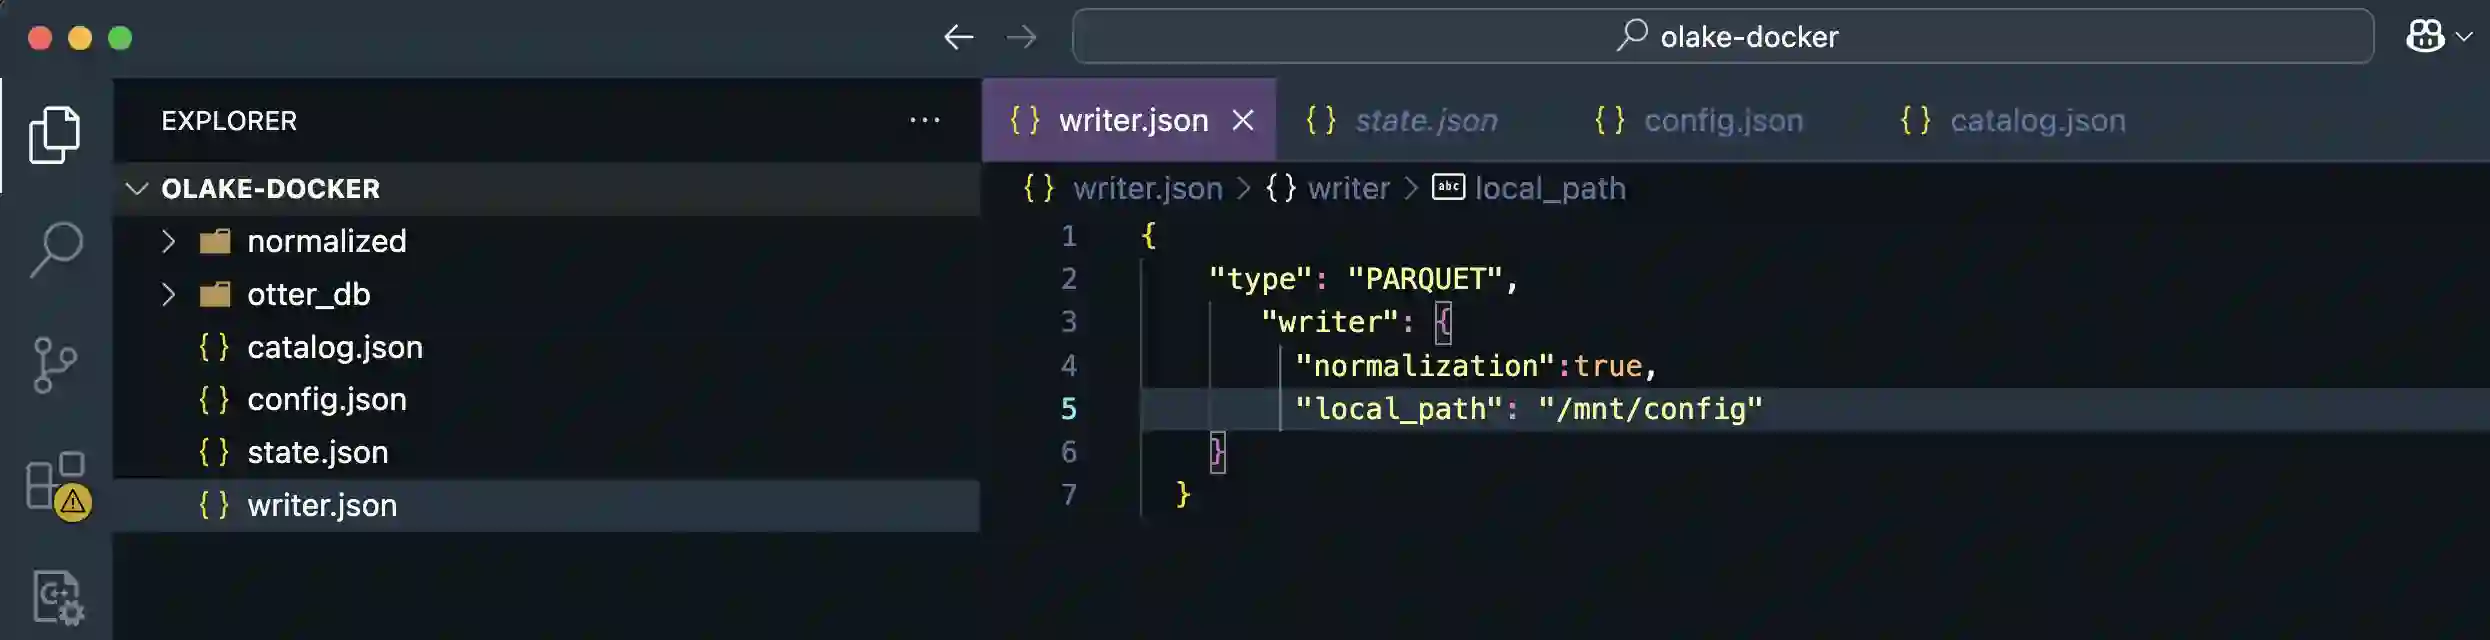 olake-docker
EXPLORER
...
OLAKE-DOCKER
normalized
otter_db
{ } catalog.json
{ } config.json
{ } state.json
{ } writer.json
{ } writer.json { } state.json { } config.json { } catalog.json
{ } writer.json > { } writer > abc local_path
1 {
2 "type": "PARQUET",
3 "writer": {
4 "normalization":true,
5 "local_path": "/mnt/config"
6 }
7 }